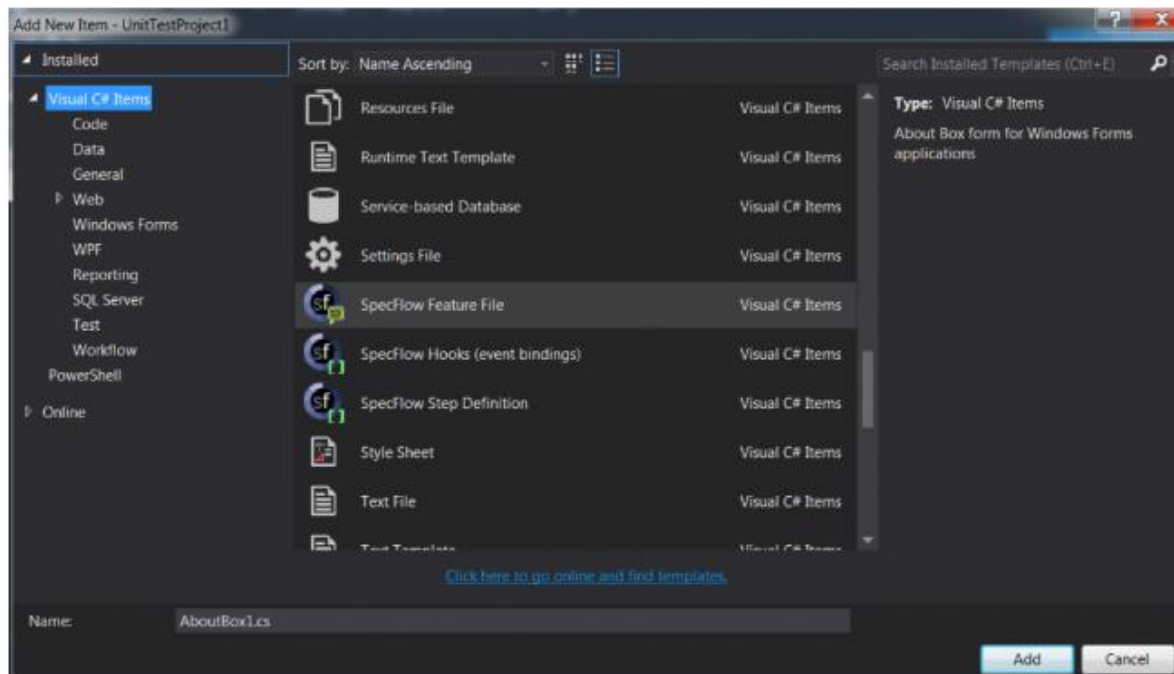 Add New Item - UnitTestProject1
Installed
Visual C# Items
Code
Data
General
Web
Windows Forms
WPF
Reporting
SQL Server
Test
Workflow
PowerShell
Online
Sort by: Name Ascending
Resources File Visual C# Items
Runtime Text Template Visual C# Items
Service-based Database Visual C# Items
Settings File Visual C# Items
SpecFlow Feature File Visual C# Items
SpecFlow Hooks (event bindings) Visual C# Items
SpecFlow Step Definition Visual C# Items
Style Sheet Visual C# Items
Text File Visual C# Items
Text Template Visual C# Items
Click here to go online and find templates.
Search Installed Templates (Ctrl+E)
Type: Visual C# Items
About Box form for Windows Forms
applications
Name: AboutBox1.cs
Add Cancel